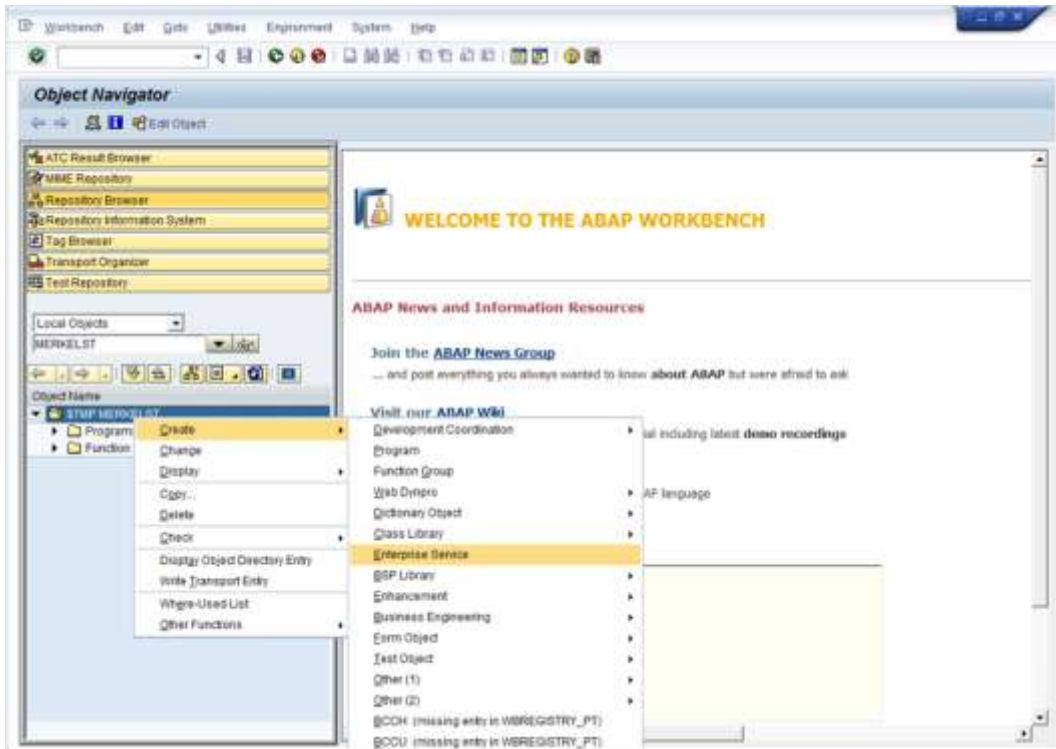 Workbench Edit Goto Utilities Environment System Help
Object Navigator
Edit Object
ATC Result Browser
MIME Repository
Repository Browser
Repository Information System
Tag Browser
Transport Organizer
Test Repository
Local Objects
MERKELST
Object Name
$TMP MERKELST
Program
Function
WELCOME TO THE ABAP WORKBENCH
ABAP News and Information Resources
Join the ABAP News Group
... and post everything you always wanted to know about ABAP but were afraid to ask
Visit our ABAP Wiki
ial including latest demo recordings
AP language
Create
Change
Display
Copy...
Delete
Check
Display Object Directory Entry
Write Transport Entry
Where-Used List
Other Functions
Development Coordination
Program
Function Group
Web Dynpro
Dictionary Object
Class Library
Enterprise Service
BSP Library
Enhancement
Business Engineering
Form Object
Test Object
Other (1)
Other (2)
BCCH (missing entry in WBREGISTRY_PT)
BCCU (missing entry in WBREGISTRY_PT)